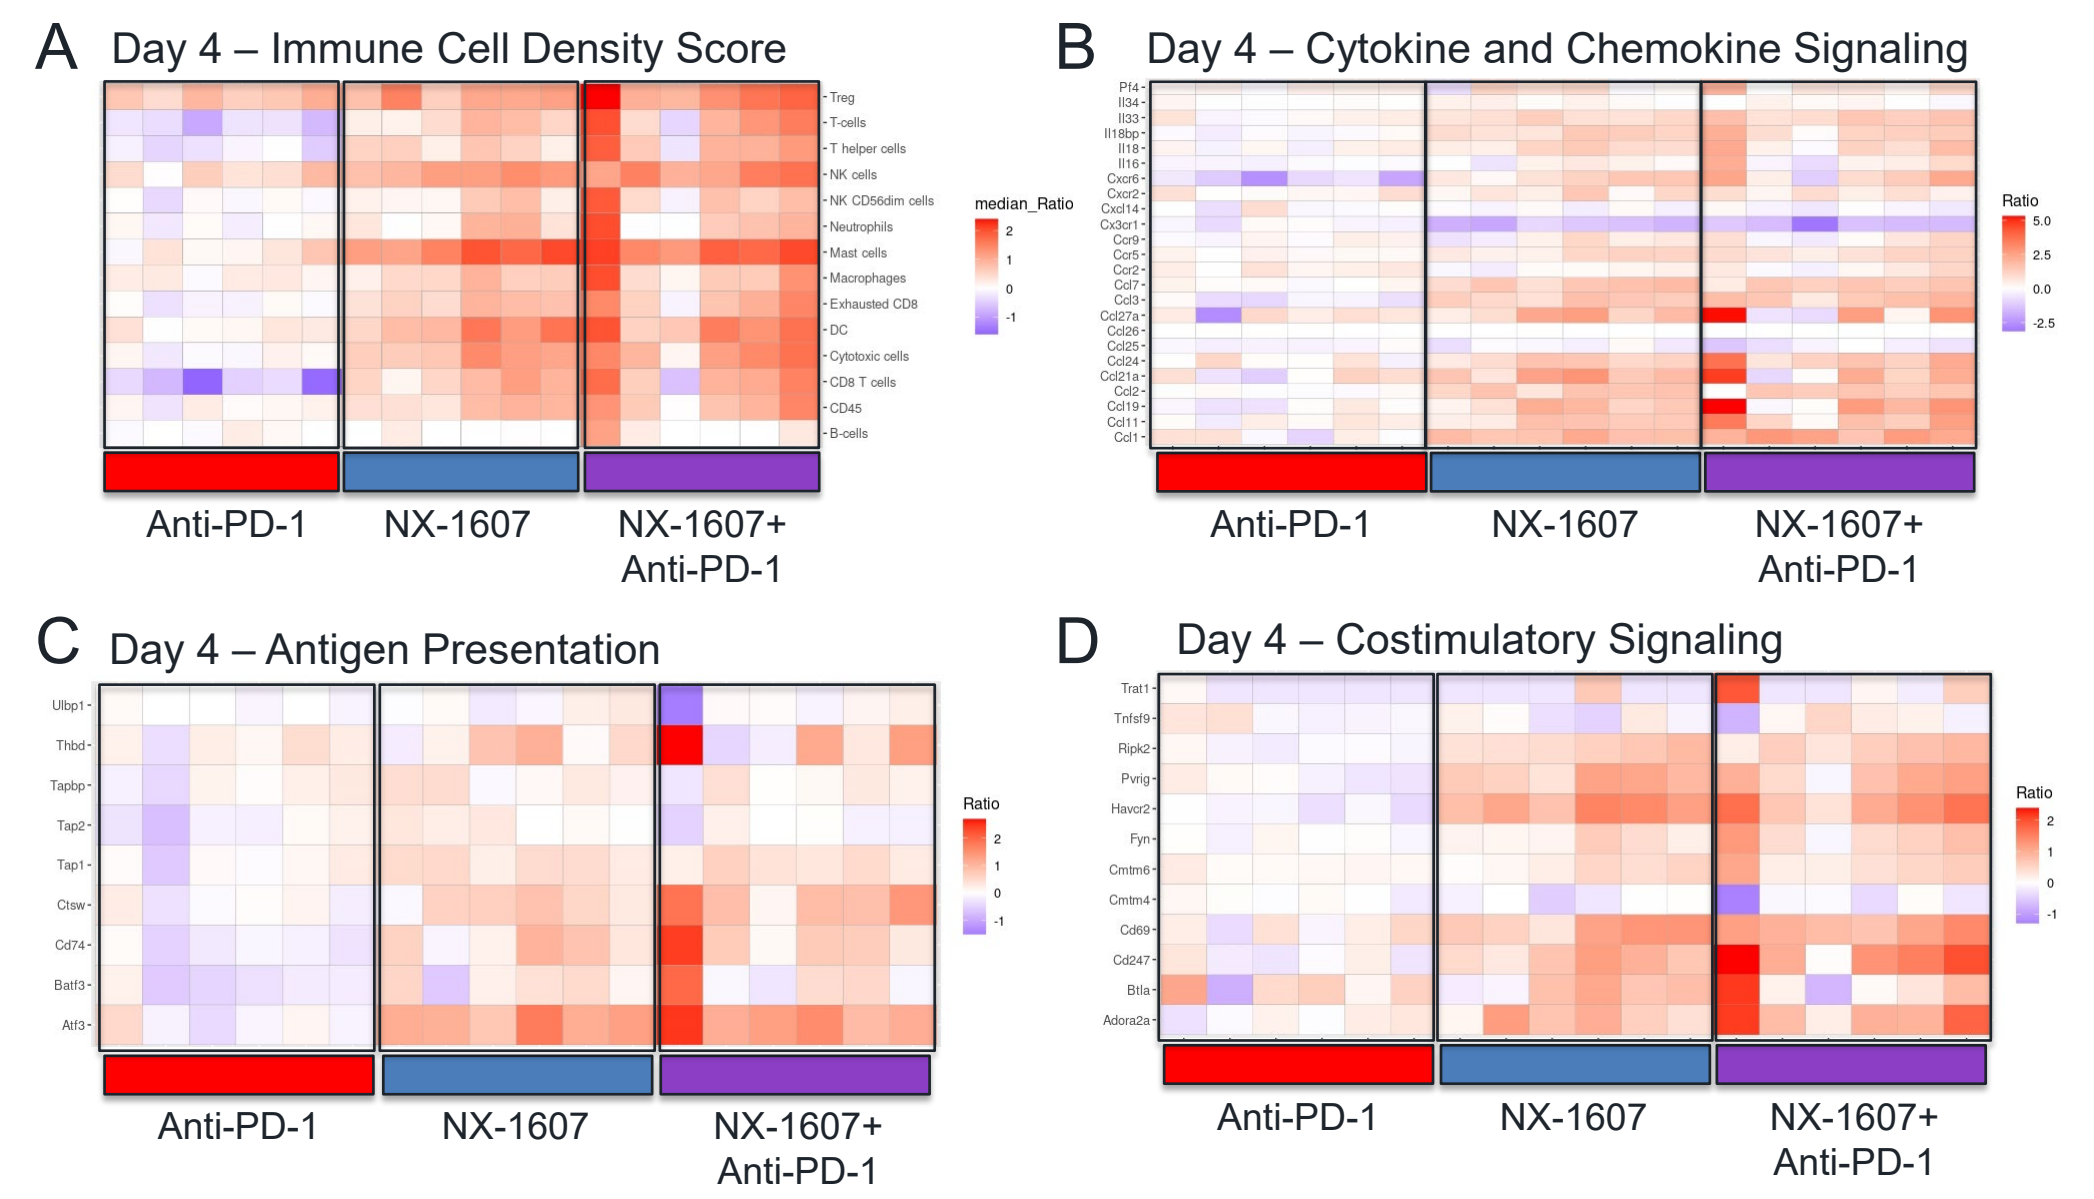 A
Day 4 – Immune Cell Density Score
Treg
T-cells
T helper cells
NK cells
NK CD56dim cells
Neutrophils
Mast cells
Macrophages
Exhausted CD8
DC
Cytotoxic cells
CD8 T cells
CD45
B-cells
median_Ratio
2
1
0
-1
Anti-PD-1
NX-1607
NX-1607+
Anti-PD-1
B
Day 4 – Cytokine and Chemokine Signaling
Pf4
Il34
Il33
Il18bp
Il18
Il16
Cxcr6
Cxcr2
Cxcl14
Cx3cr1
Ccr9
Ccr5
Ccr2
Ccl7
Ccl3
Ccl27a
Ccl26
Ccl25
Ccl24
Ccl21a
Ccl2
Ccl19
Ccl11
Ccl1
Ratio
5.0
2.5
0.0
-2.5
Anti-PD-1
NX-1607
NX-1607+
Anti-PD-1
C
Day 4 – Antigen Presentation
Ulbp1
Thbd
Tapbp
Tap2
Tap1
Ctsw
Cd74
Batf3
Atf3
Ratio
2
1
0
-1
Anti-PD-1
NX-1607
NX-1607+
Anti-PD-1
D
Day 4 – Costimulatory Signaling
Trat1
Tnfsf9
Ripk2
Pvrig
Havcr2
Fyn
Cmtm6
Cmtm4
Cd69
Cd247
Btla
Adora2a
Ratio
2
1
0
-1
Anti-PD-1
NX-1607
NX-1607+
Anti-PD-1